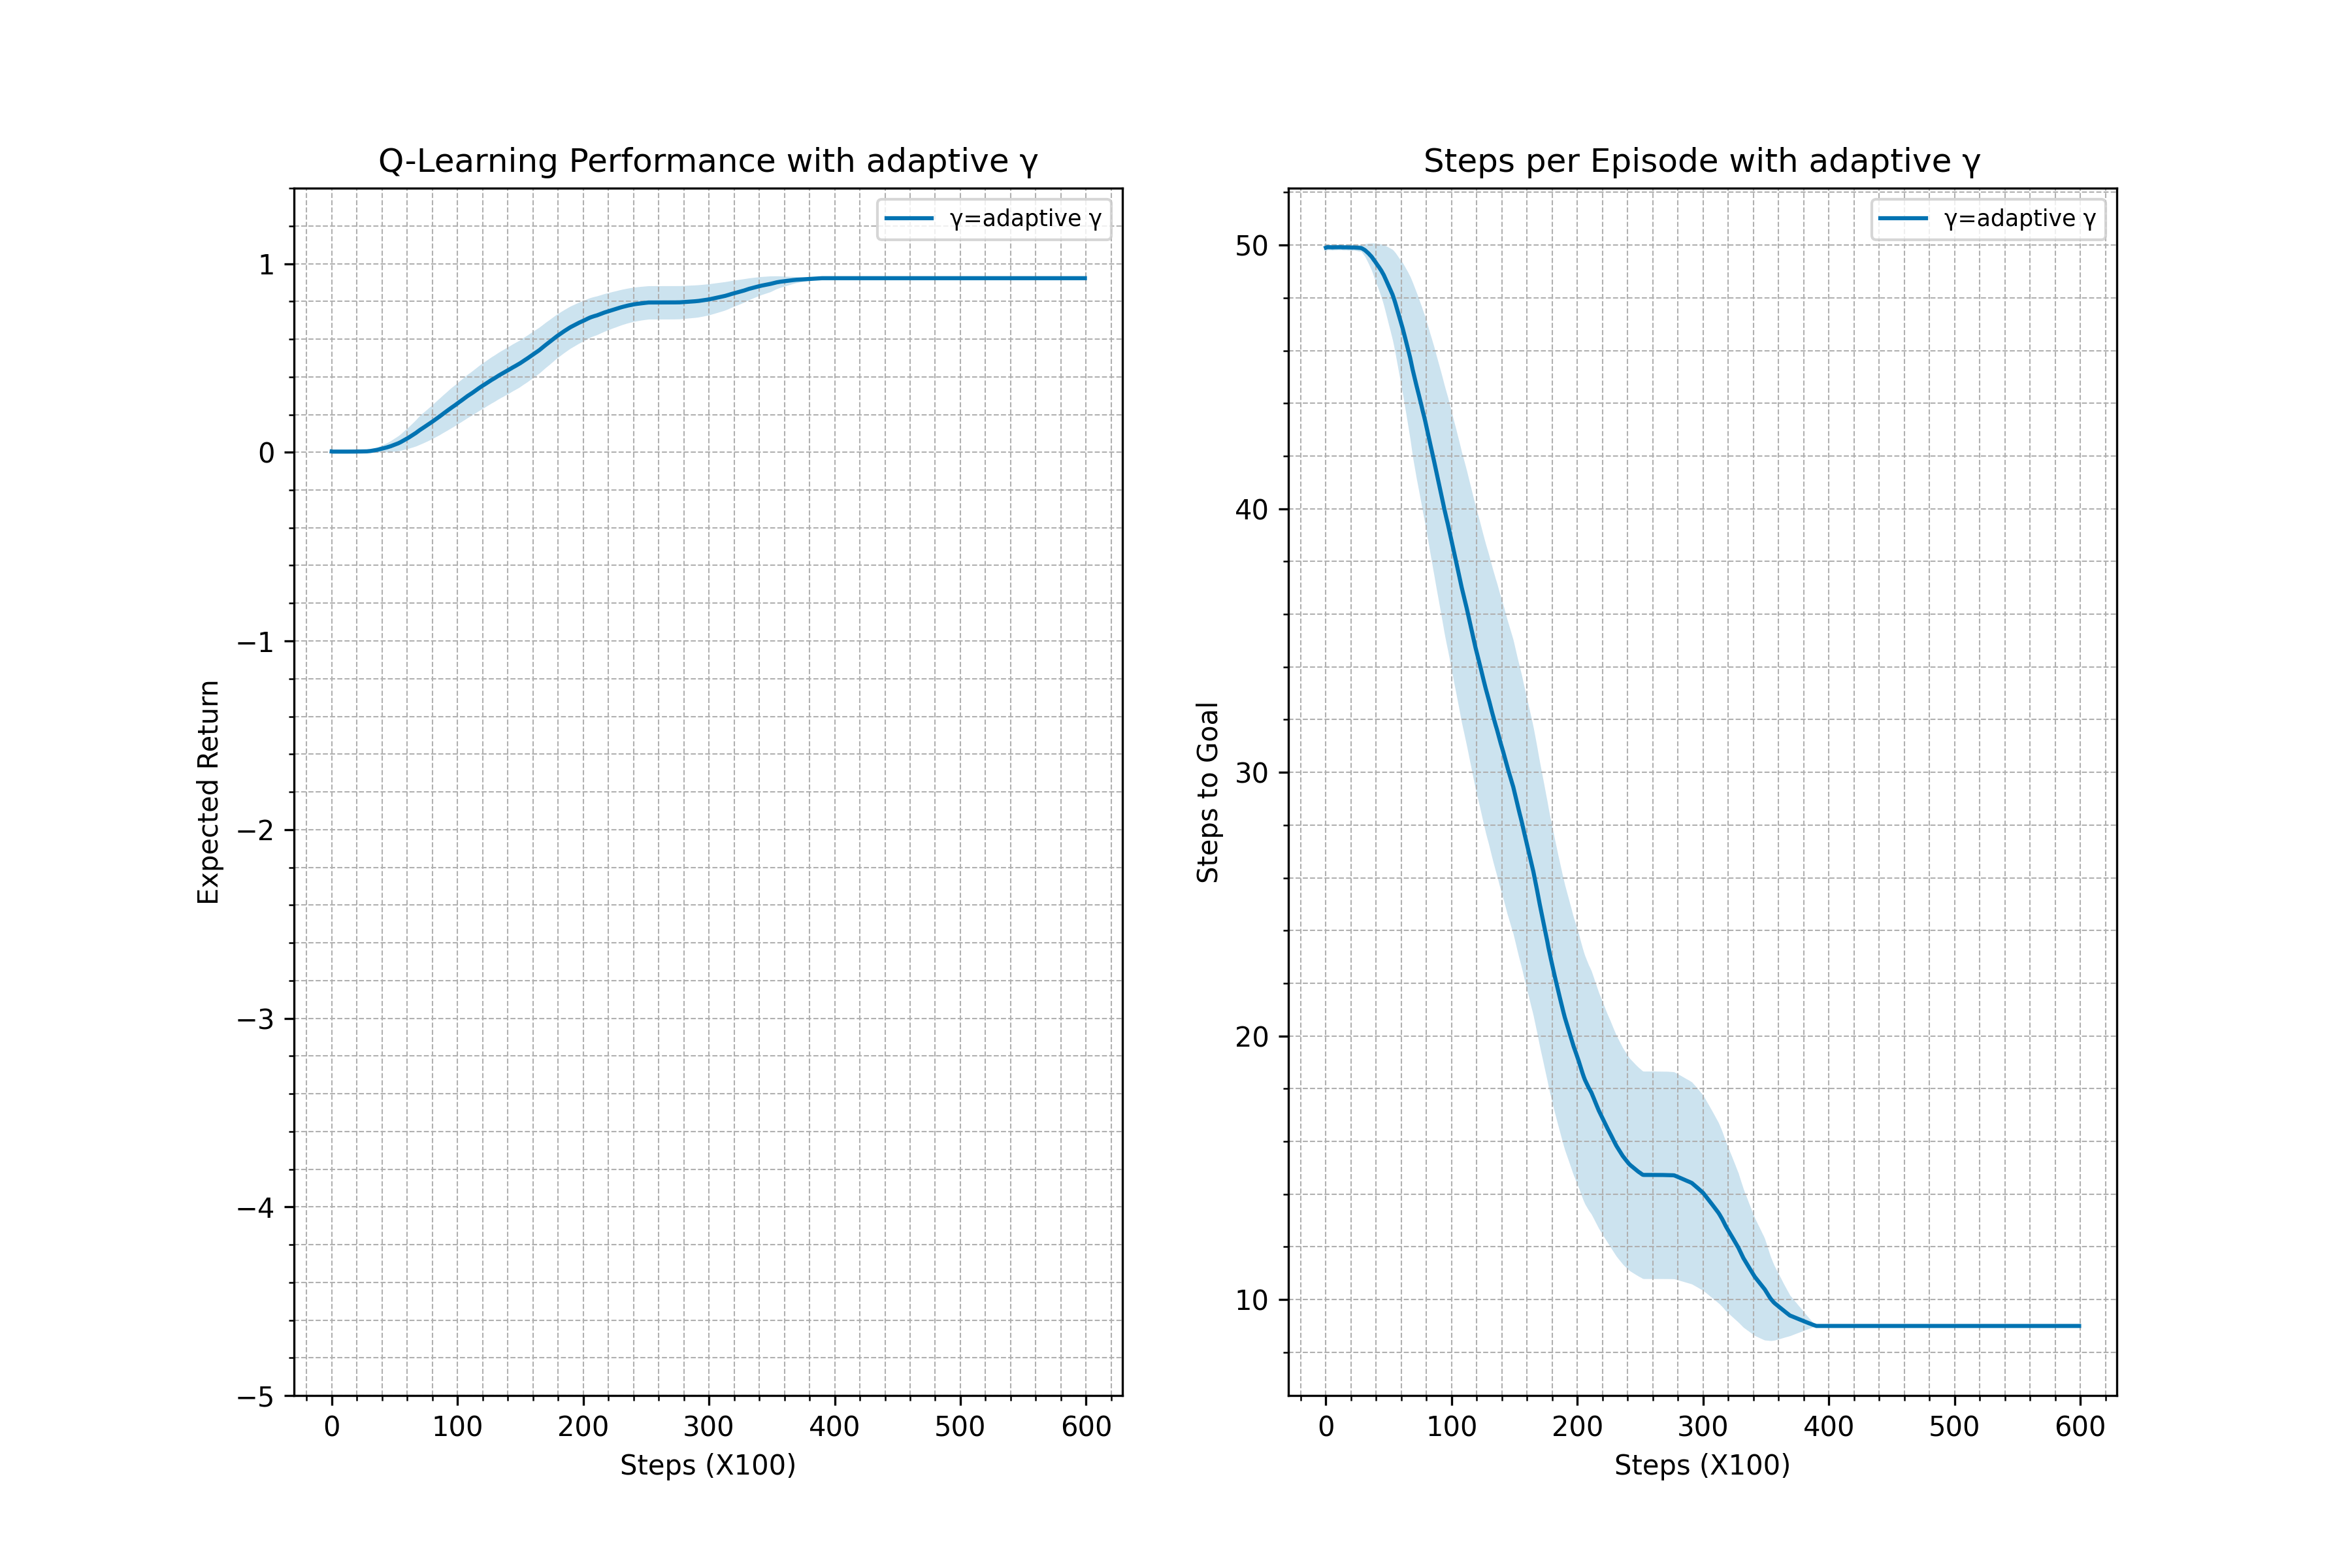 Q-Learning Performance with adaptive γ
γ=adaptive γ
1
0
−1
−2
−3
−4
−5
Expected Return
0 100 200 300 400 500 600
Steps (X100)
Steps per Episode with adaptive γ
γ=adaptive γ
50
40
30
20
10
Steps to Goal
0 100 200 300 400 500 600
Steps (X100)